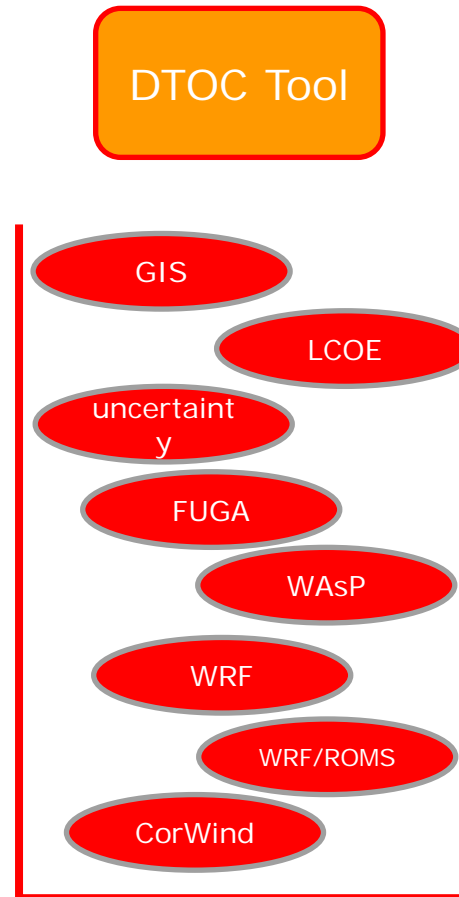 DTOC Tool
GIS
LCOE
uncertaint
y
FUGA
WAsP
WRF
WRF/ROMS
CorWind